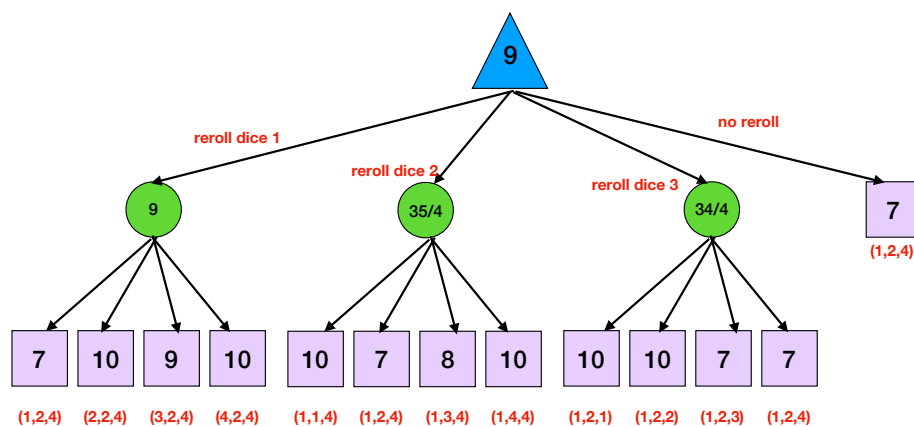 9
reroll dice 1
no reroll
reroll dice 2
reroll dice 3
9
35/4
34/4
7
(1,2,4)
7 10 9 10 10 7 8 10 10 10 7 7
(1,2,4) (2,2,4) (3,2,4) (4,2,4) (1,1,4) (1,2,4) (1,3,4) (1,4,4) (1,2,1) (1,2,2) (1,2,3) (1,2,4)